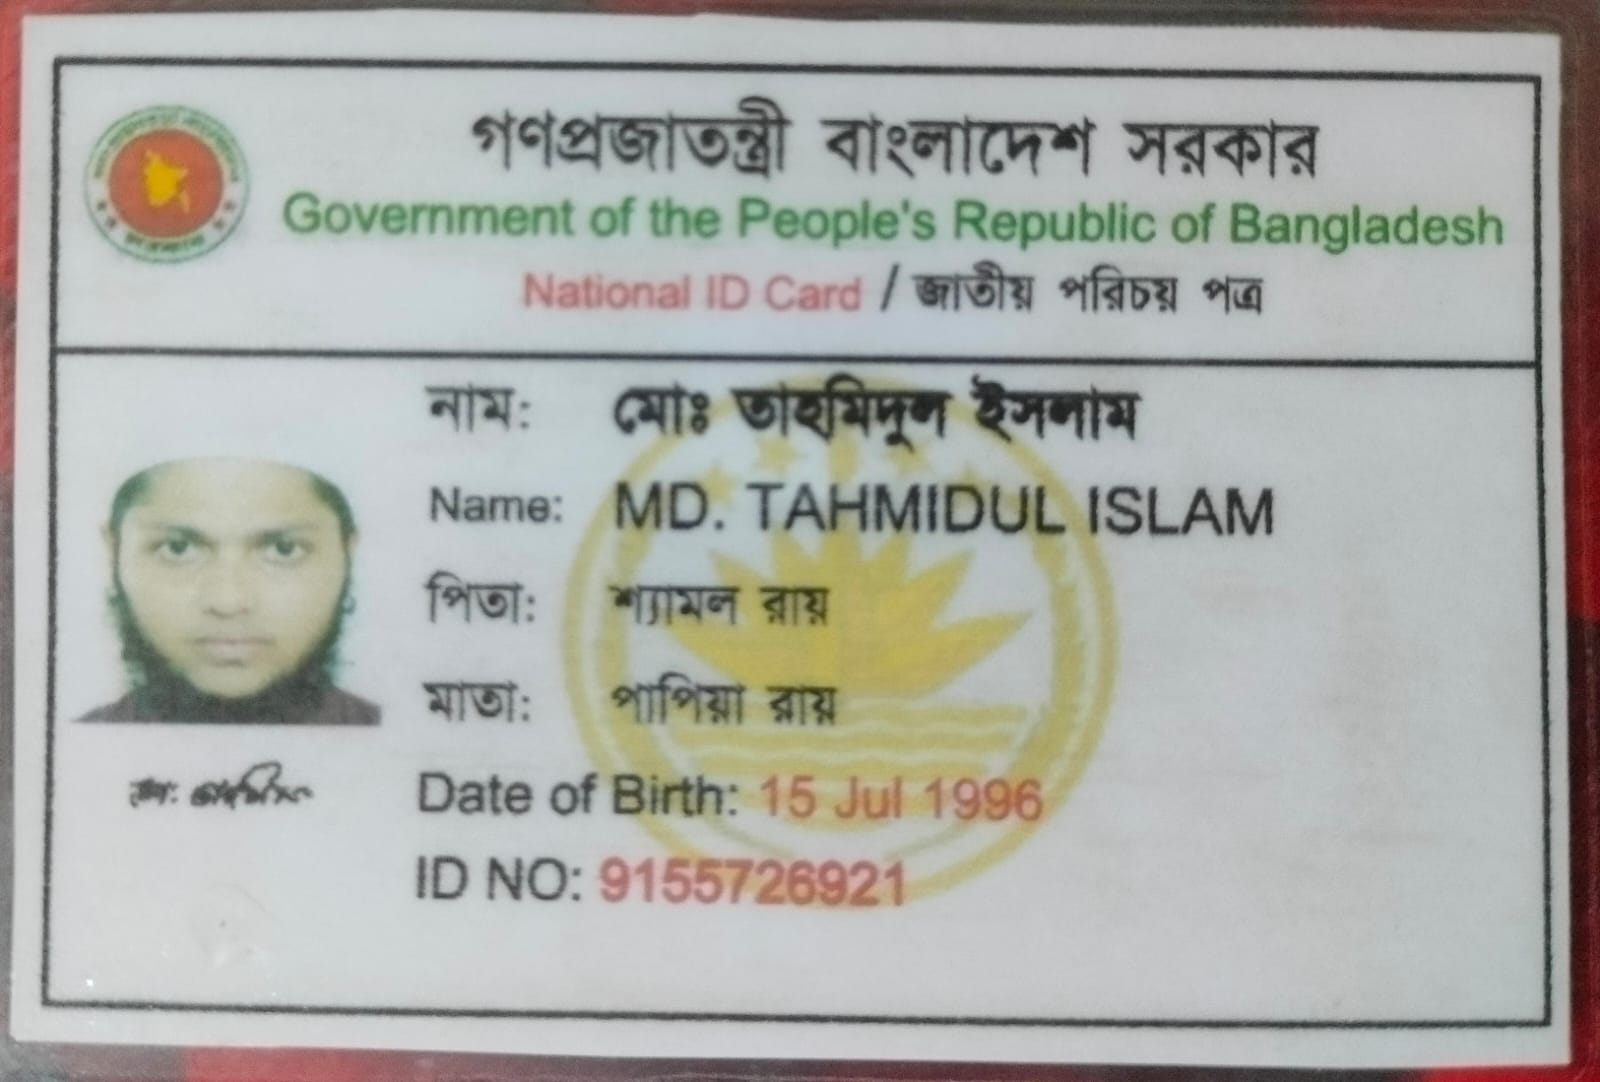 গণপ্রজাতন্ত্রী বাংলাদেশ সরকার
Government of the People's Republic of Bangladesh
National ID Card / জাতীয় পরিচয় পত্র
নাম: মোঃ তাহমিদুল ইসলাম
Name: MD. TAHMIDUL ISLAM
পিতা: শ্যামল রায়
মাতা: পাপিয়া রায়
Date of Birth: 15 Jul 1996
ID NO: 9155726921